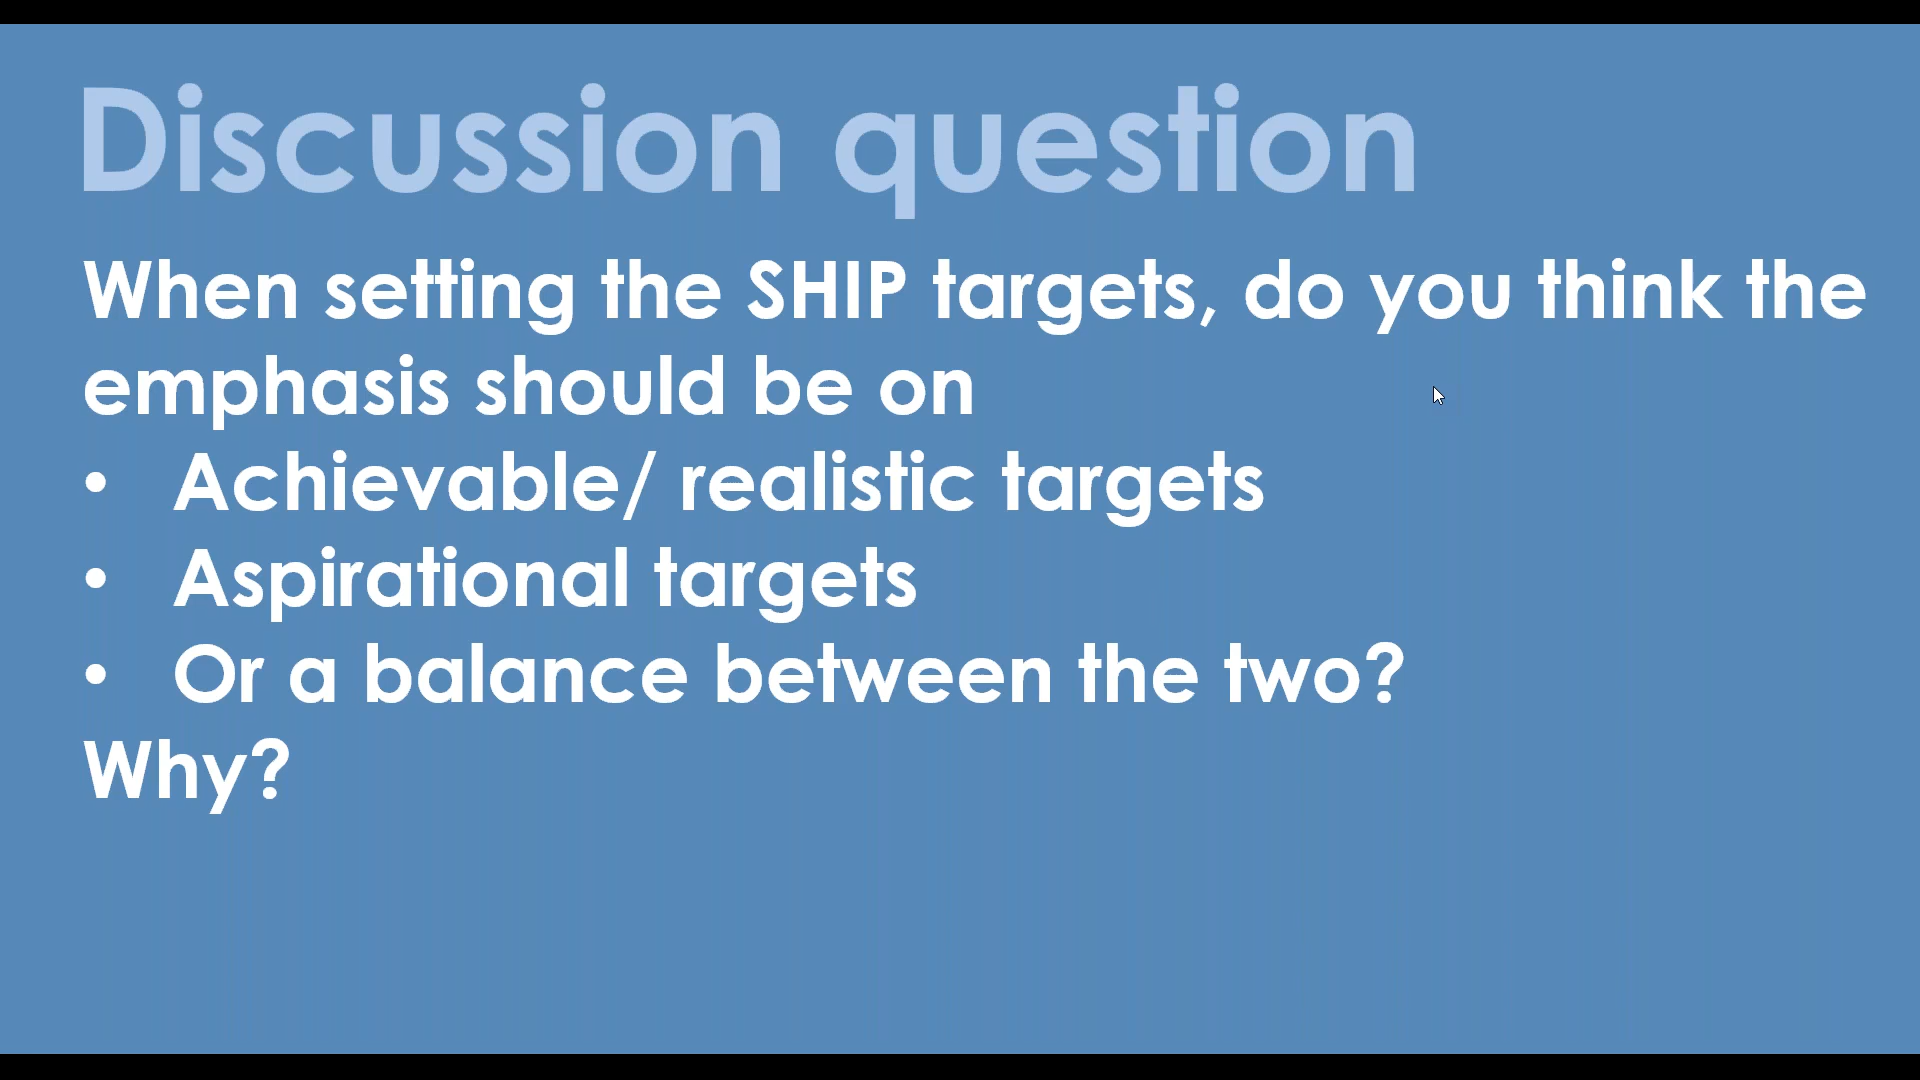 Discussion question
When setting the SHIP targets, do you think the
emphasis should be on
• Achievable/ realistic targets
• Aspirational targets
• Or a balance between the two?
Why?